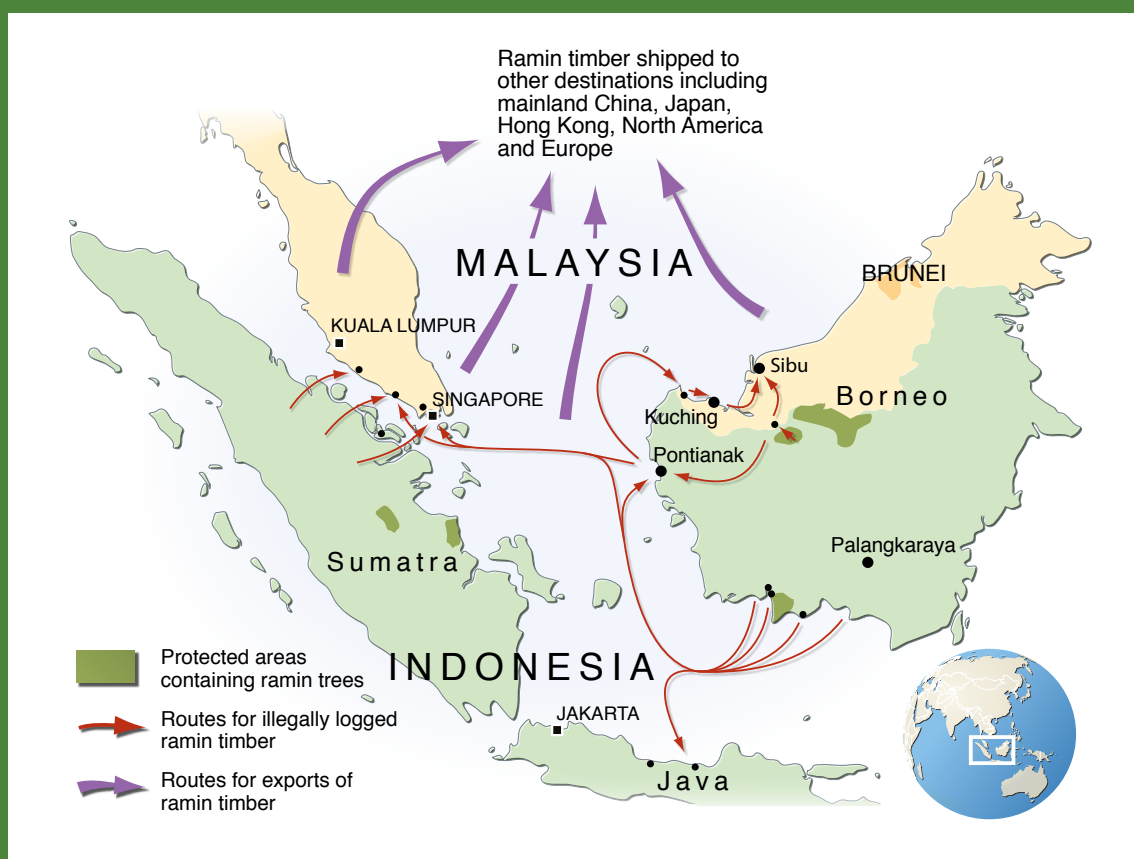 Ramin timber shipped to
other destinations including
mainland China, Japan,
Hong Kong, North America
and Europe
MALAYSIA
BRUNEI
KUALA LUMPUR
Sibu
SINGAPORE
Borneo
Kuching
Pontianak
Palangkaraya
Sumatra
INDONESIA
JAKARTA
Java
Protected areas
containing ramin trees
Routes for illegally logged
ramin timber
Routes for exports of
ramin timber